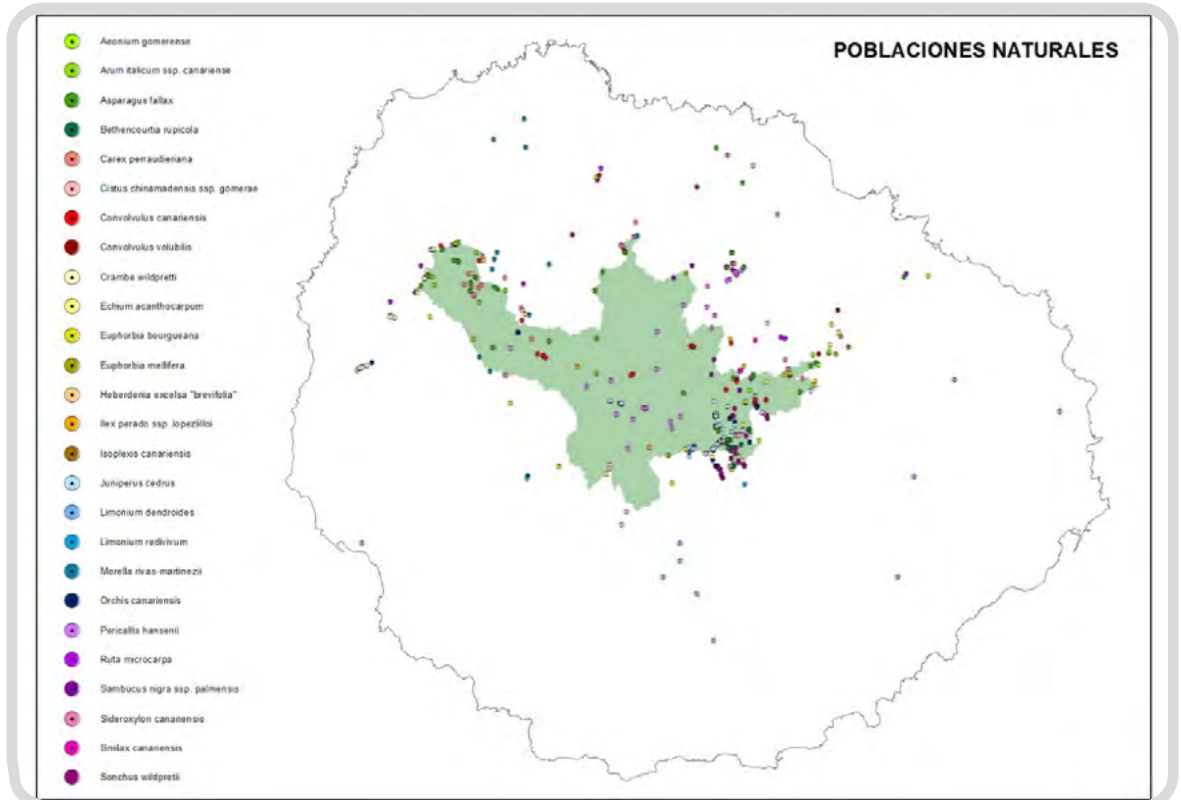 POBLACIONES NATURALES
Aeonium gomerense
Arum italicum ssp. canariense
Asparagus fallax
Bethencourtia rupicola
Carex perraudieriana
Cistus chinamadensis ssp. gomerae
Convolvulus canariensis
Convolvulus volubilis
Crambe wildpretii
Echium acanthocarpum
Euphorbia bourgueana
Euphorbia mellifera
Heberdenia excelsa "brevifolia"
Ilex perado ssp. lopezlilloi
Isoplexis canariensis
Juniperus cedrus
Limonium dendroides
Limonium redivivum
Morella rivas-martinezii
Orchis canariensis
Pericallis hansenii
Ruta microcarpa
Sambucus nigra ssp. palmensis
Sideroxylon canariensis
Smilax canariensis
Sonchus wildpretii